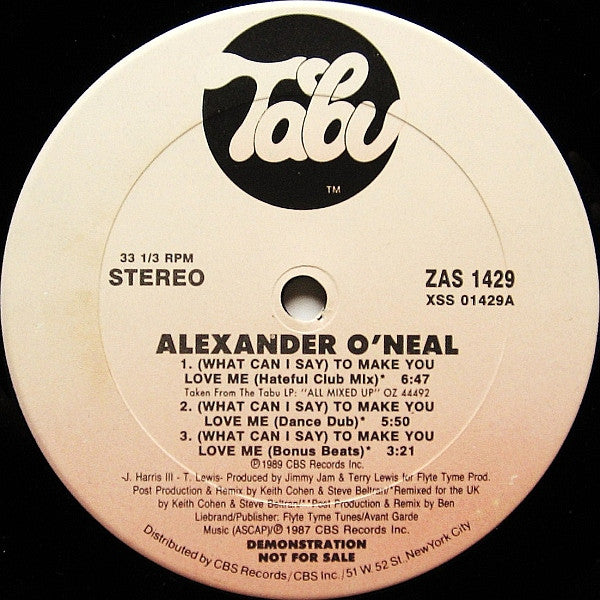 Tabu
TM
33 1/3 RPM
STEREO
ZAS 1429
XSS 01429A
ALEXANDER O'NEAL
1. (WHAT CAN I SAY) TO MAKE YOU
LOVE ME (Hateful Club Mix)* 6:47
Taken From The Tabu LP: "ALL MIXED UP" OZ 44492
2. (WHAT CAN I SAY) TO MAKE YOU
LOVE ME (Dance Dub)* 5:50
3. (WHAT CAN I SAY) TO MAKE YOU
LOVE ME (Bonus Beats)* 3:21
℗ 1989 CBS Records Inc.
-J. Harris III - T. Lewis- Produced by Jimmy Jam & Terry Lewis for Flyte Tyme Prod.
Post Production & Remix by Keith Cohen & Steve Beltran/*Remixed for the UK
by Keith Cohen & Steve Beltran/**Post Production & Remix by Ben
Liebrand/Publisher: Flyte Tyme Tunes/Avant Garde
Music (ASCAP)/℗ 1987 CBS Records Inc.
DEMONSTRATION
NOT FOR SALE
Distributed by CBS Records/CBS Inc./51 W. 52 St. New York City